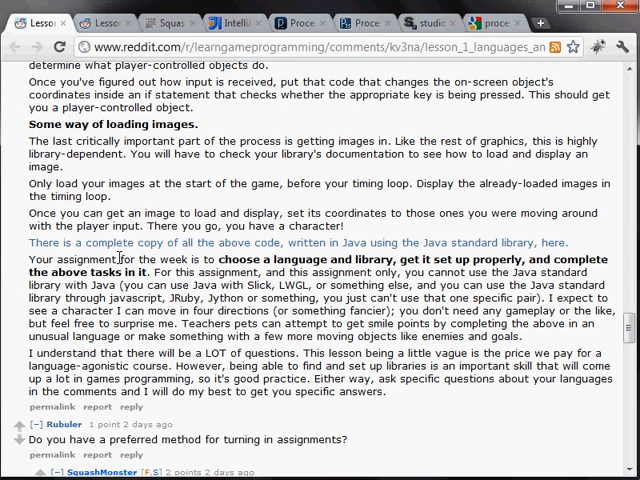 Lesson
Lesso
Squas
Intelli
Proce
Proce
studio
proce
www.reddit.com/r/learngameprogramming/comments/kv3na/lesson_1_languages_an
determine what player-controlled objects do.
Once you've figured out how input is received, put that code that changes the on-screen object's
coordinates inside an if statement that checks whether the appropriate key is being pressed. This should get
you a player-controlled object.
Some way of loading images.
The last critically important part of the process is getting images in. Like the rest of graphics, this is highly
library-dependent. You will have to check your library's documentation to see how to load and display an
image.
Only load your images at the start of the game, before your timing loop. Display the already-loaded images in
the timing loop.
Once you can get an image to load and display, set its coordinates to those ones you were moving around
with the player input. There you go, you have a character!
There is a complete copy of all the above code, written in Java using the Java standard library, here.
Your assignment for the week is to choose a language and library, get it set up properly, and complete
the above tasks in it. For this assignment, and this assignment only, you cannot use the Java standard
library with Java (you can use Java with Slick, LWGL, or something else, and you can use the Java standard
library through javascript, JRuby, Jython or something, you just can't use that one specific pair). I expect to
see a character I can move in four directions (or something fancier); you don't need any gameplay or the like,
but feel free to surprise me. Teachers pets can attempt to get smile points by completing the above in an
unusual language or make something with a few more moving objects like enemies and goals.
I understand that there will be a LOT of questions. This lesson being a little vague is the price we pay for a
language-agonistic course. However, being able to find and set up libraries is an important skill that will come
up a lot in games programming, so it's good practice. Either way, ask specific questions about your languages
in the comments and I will do my best to get you specific answers.
permalink report reply
[–] Rubuler 1 point 2 days ago
Do you have a preferred method for turning in assignments?
permalink report reply
[–] SquashMonster [F,S] 2 points 2 days ago